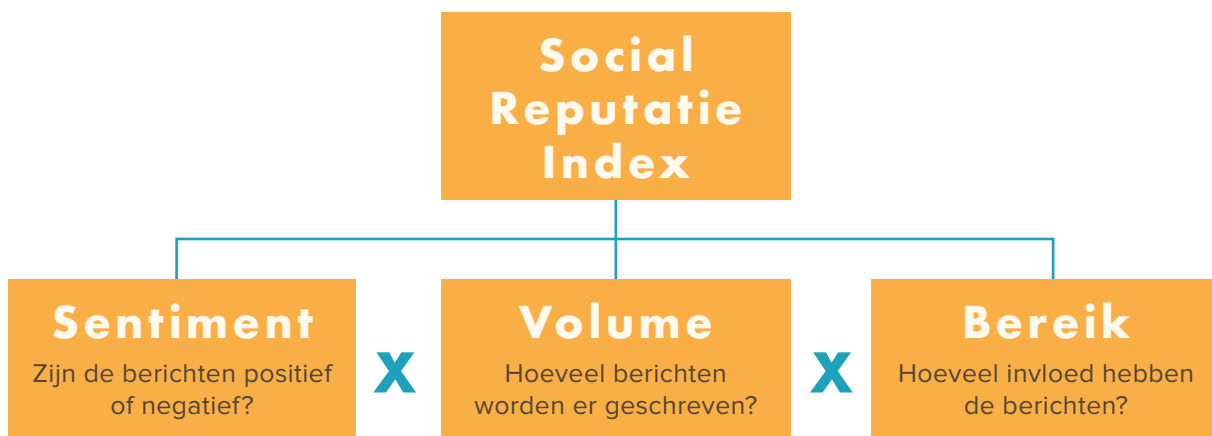 Social
Reputatie
Index
Sentiment
Zijn de berichten positief
of negatief?
X
Volume
Hoeveel berichten
worden er geschreven?
X
Bereik
Hoeveel invloed hebben
de berichten?